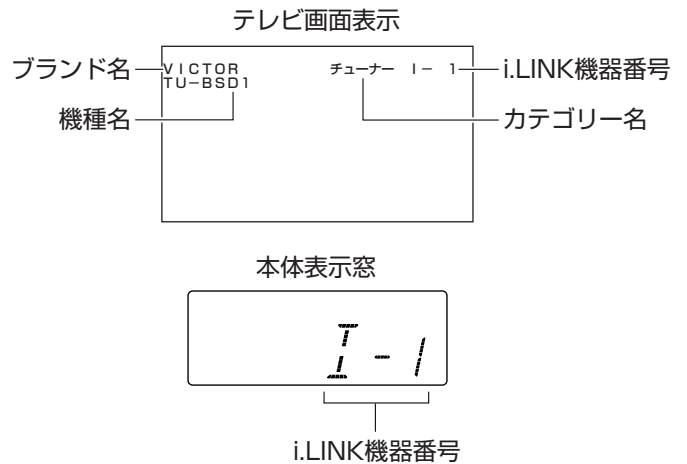 テレビ画面表示
ブランド名 VICTOR チューナー I－ 1 i.LINK機器番号
TU－BSD1
機種名 カテゴリー名
本体表示窓
I-1
i.LINK機器番号